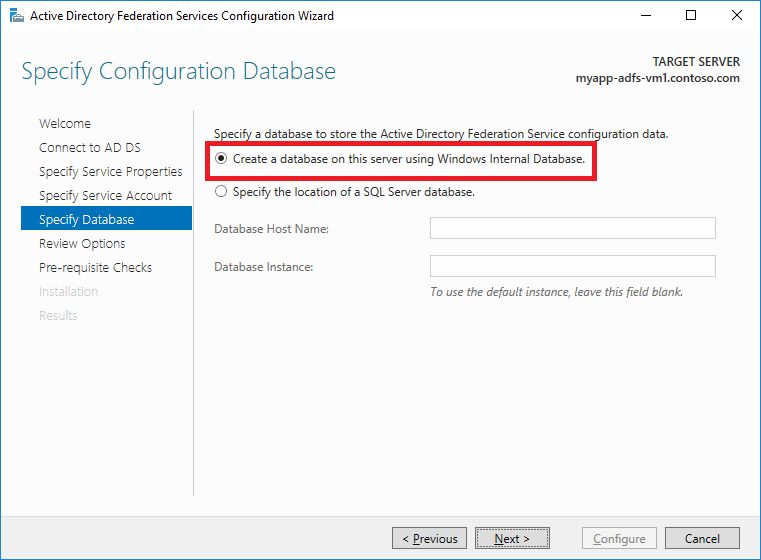 Active Directory Federation Services Configuration Wizard
Specify Configuration Database
TARGET SERVER
myapp-adfs-vm1.contoso.com
Welcome
Connect to AD DS
Specify Service Properties
Specify Service Account
Specify Database
Review Options
Pre-requisite Checks
Installation
Results
Specify a database to store the Active Directory Federation Service configuration data.
Create a database on this server using Windows Internal Database.
Specify the location of a SQL Server database.
Database Host Name:
Database Instance:
To use the default instance, leave this field blank.
< Previous
Next >
Configure
Cancel